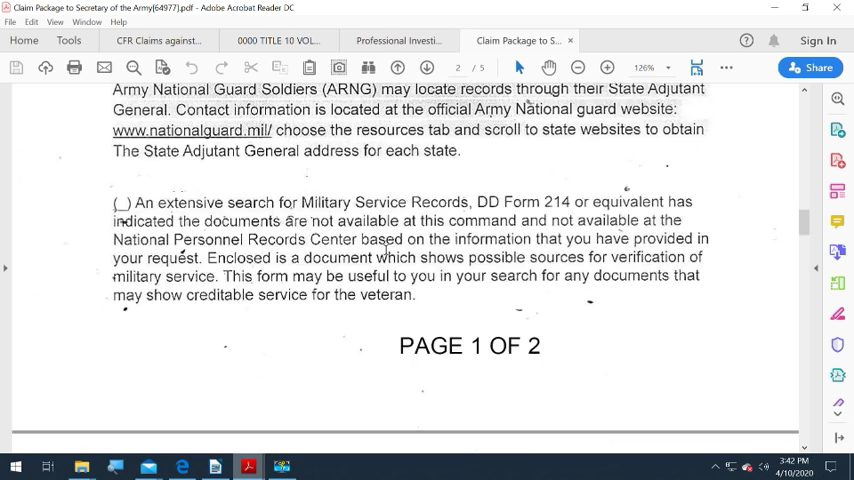 Claim Package to Secretary of the Army[64977].pdf - Adobe Acrobat Reader DC
File Edit View Window Help
Home Tools CFR Claims against... 0000 TITLE 10 VOL... Professional Investi... Claim Package to S... ×
Sign In
2 / 5 126% Share
Army National Guard Soldiers (ARNG) may locate records through their State Adjutant
General. Contact information is located at the official Army National guard website:
www.nationalguard.mil/ choose the resources tab and scroll to state websites to obtain
The State Adjutant General address for each state.
(__) An extensive search for Military Service Records, DD Form 214 or equivalent has
indicated the documents are not available at this command and not available at the
National Personnel Records Center based on the information that you have provided in
your request. Enclosed is a document which shows possible sources for verification of
military service. This form may be useful to you in your search for any documents that
may show creditable service for the veteran.
PAGE 1 OF 2
3:42 PM
4/10/2020